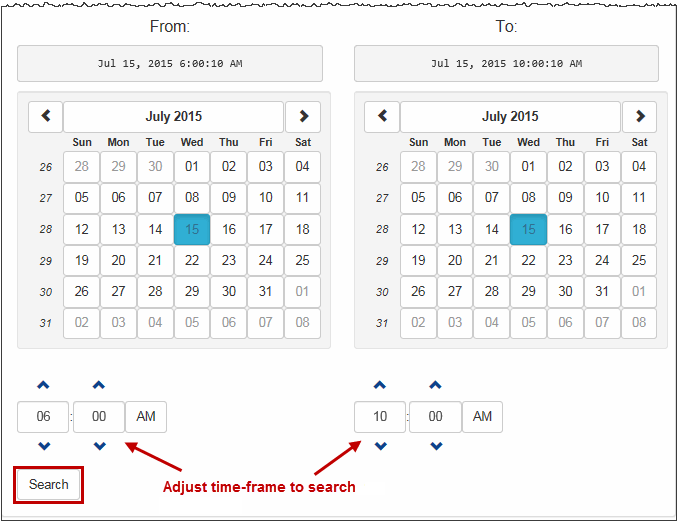 From:
To:
Jul 15, 2015 6:00:10 AM
Jul 15, 2015 10:00:10 AM
July 2015
Sun Mon Tue Wed Thu Fri Sat
26 28 29 30 01 02 03 04
27 05 06 07 08 09 10 11
28 12 13 14 15 16 17 18
29 19 20 21 22 23 24 25
30 26 27 28 29 30 31 01
31 02 03 04 05 06 07 08
July 2015
Sun Mon Tue Wed Thu Fri Sat
26 28 29 30 01 02 03 04
27 05 06 07 08 09 10 11
28 12 13 14 15 16 17 18
29 19 20 21 22 23 24 25
30 26 27 28 29 30 31 01
31 02 03 04 05 06 07 08
06 : 00 AM
10 : 00 AM
Adjust time-frame to search
Search